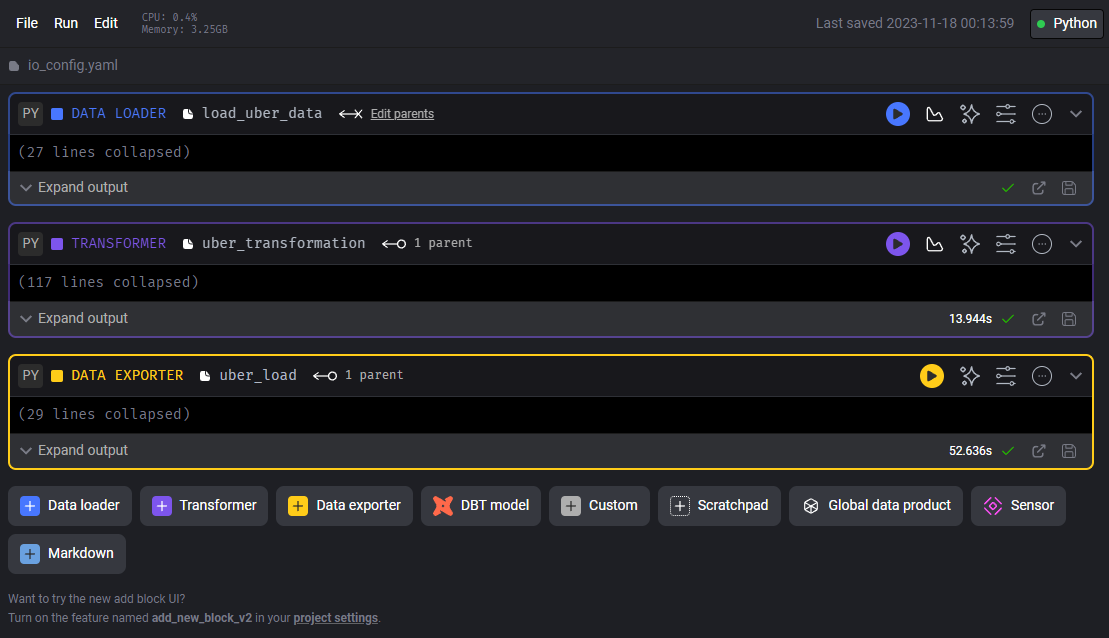 File Run Edit CPU: 0.4% Last saved 2023-11-18 00:13:59 Python
Memory: 3.25GB
io_config.yaml
PY DATA LOADER load_uber_data Edit parents
(27 lines collapsed)
Expand output
PY TRANSFORMER uber_transformation 1 parent
(117 lines collapsed)
Expand output 13.944s
PY DATA EXPORTER uber_load 1 parent
(29 lines collapsed)
Expand output 52.636s
Data loader Transformer Data exporter DBT model Custom Scratchpad Global data product Sensor
Markdown
Want to try the new add block UI?
Turn on the feature named add_new_block_v2 in your project settings.